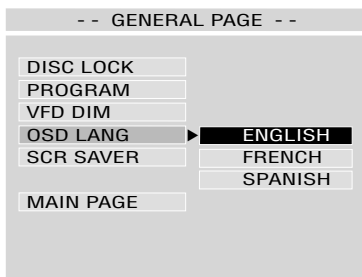 - - GENERAL PAGE - -
DISC LOCK
PROGRAM
VFD DIM
OSD LANG ENGLISH
SCR SAVER FRENCH
SPANISH
MAIN PAGE